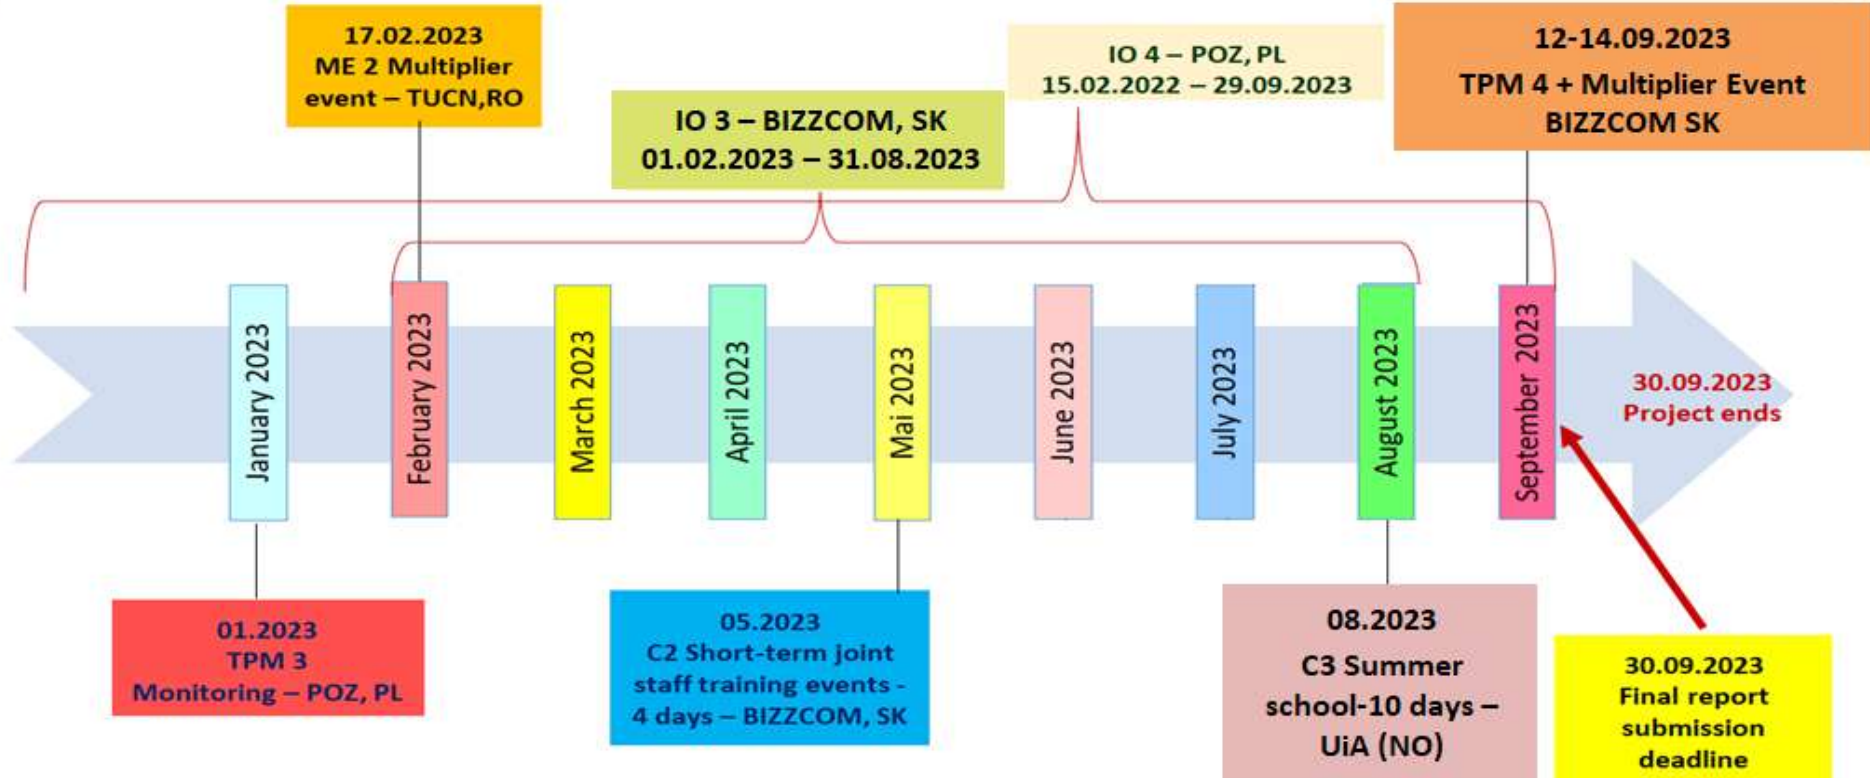 17.02.2023
ME 2 Multiplier
event – TUCN,RO
IO 3 – BIZZCOM, SK
01.02.2023 – 31.08.2023
IO 4 – POZ, PL
15.02.2022 – 29.09.2023
12-14.09.2023
TPM 4 + Multiplier Event
BIZZCOM SK
January 2023
February 2023
March 2023
April 2023
Mai 2023
June 2023
July 2023
August 2023
September 2023
30.09.2023
Project ends
01.2023
TPM 3
Monitoring – POZ, PL
05.2023
C2 Short-term joint
staff training events -
4 days – BIZZCOM, SK
08.2023
C3 Summer
school-10 days –
UiA (NO)
30.09.2023
Final report
submission
deadline